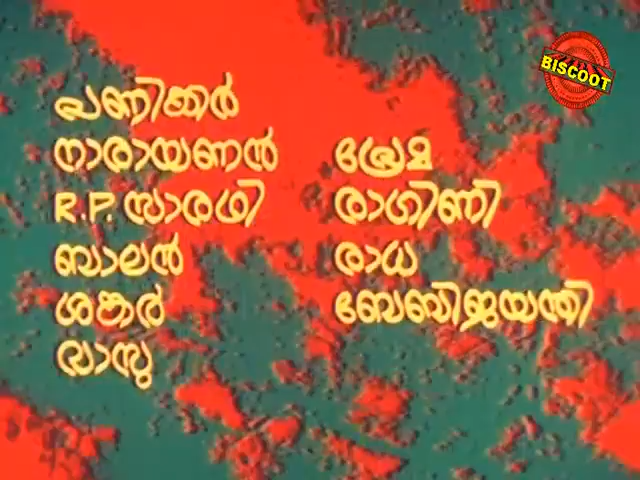 BISCOOT
പണിക്കർ
നാരായണൻ
R.P. സാരഥി
ബാലൻ
ശങ്കർ
വാസു
പ്രേമ
രാഗിണി
രാധ
ബേബിജയന്തി